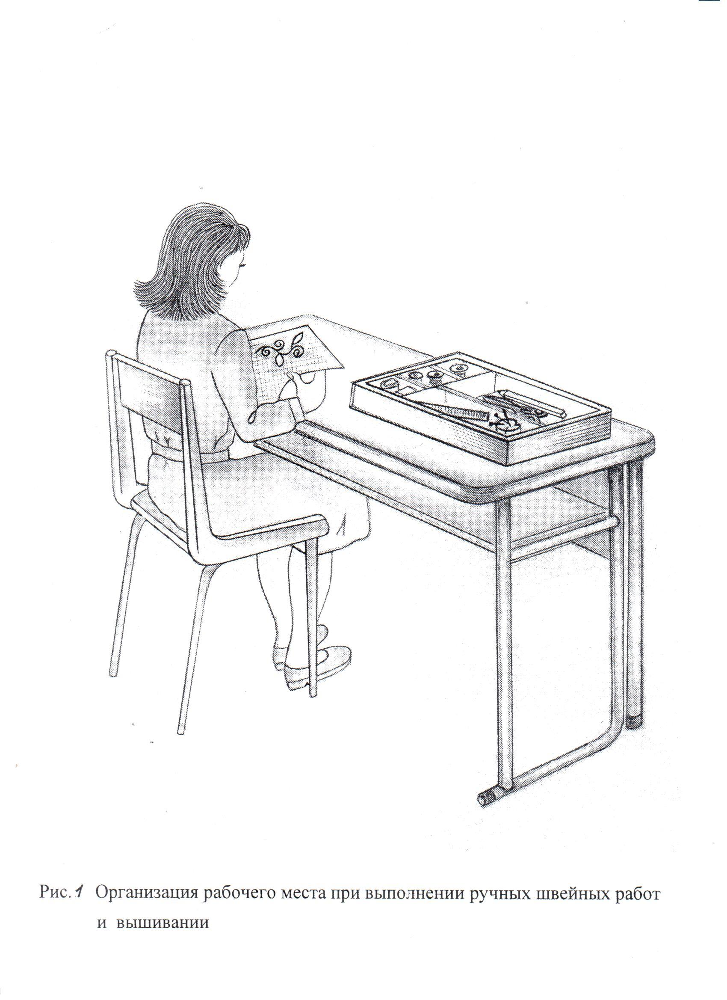 Рис. 1 Организация рабочего места при выполнении ручных швейных работ
и вышивании